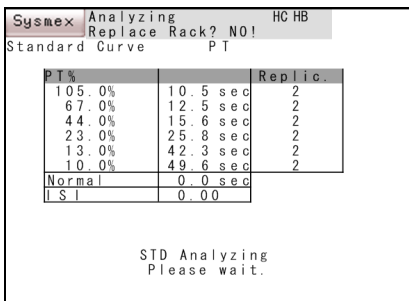 Sysmex Analyzing HC HB
Replace Rack? NO!
Standard Curve PT
PT% Replic.
105.0% 10.5 sec 2
67.0% 12.5 sec 2
44.0% 15.6 sec 2
23.0% 25.8 sec 2
13.0% 42.3 sec 2
10.0% 49.6 sec 2
Normal 0.0 sec
ISI 0.00
STD Analyzing
Please wait.